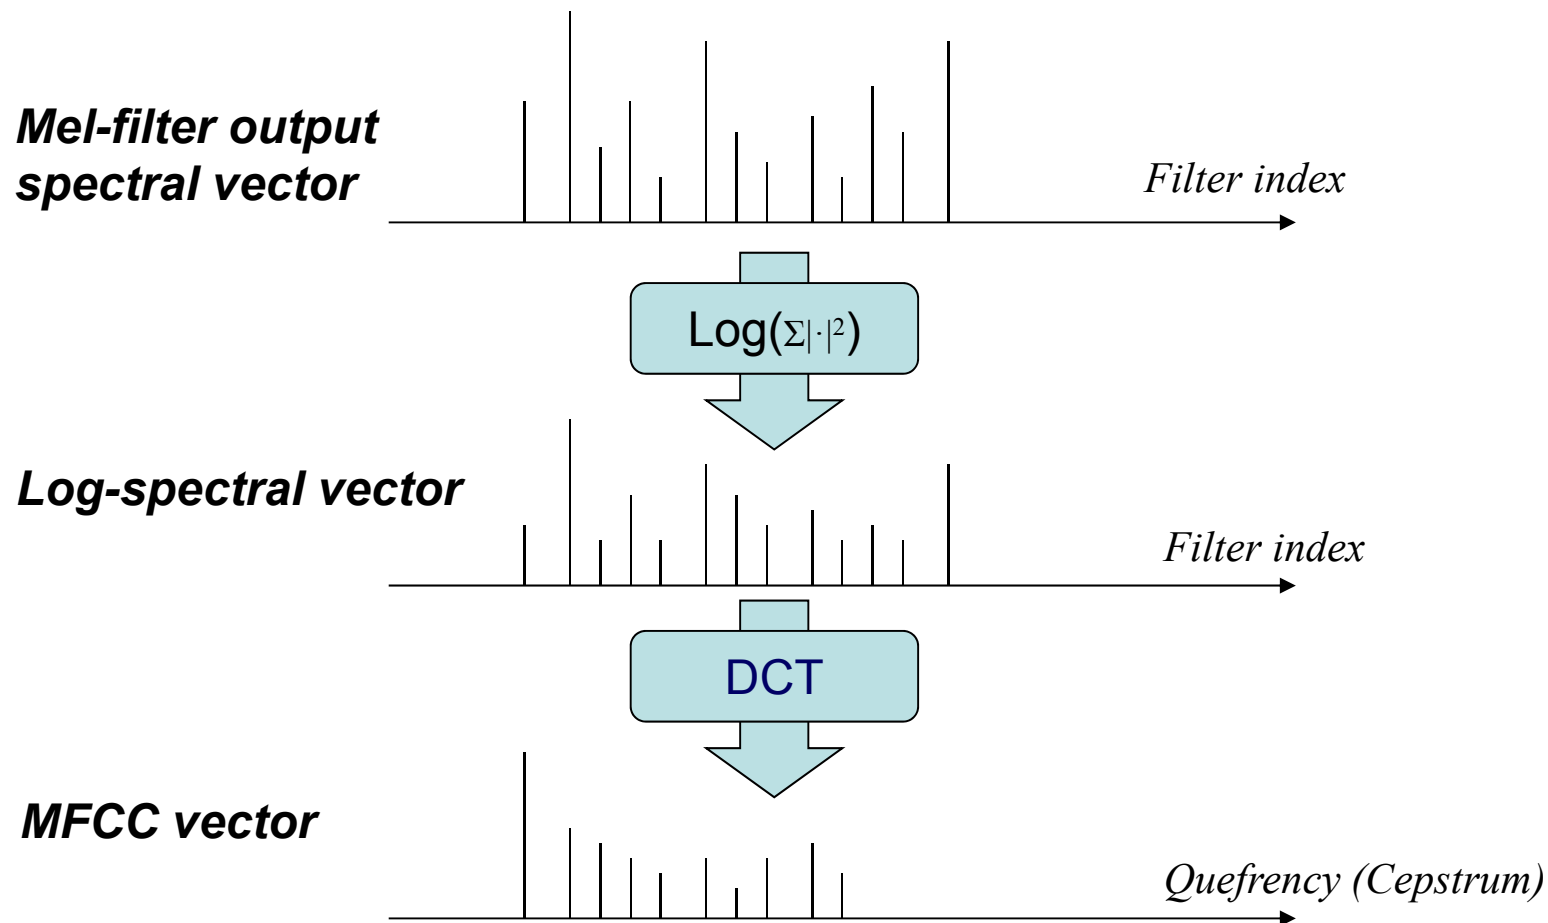 Mel-filter output
spectral vector
Filter index
Log(Σ|·|²)
Log-spectral vector
Filter index
DCT
MFCC vector
Quefrency (Cepstrum)